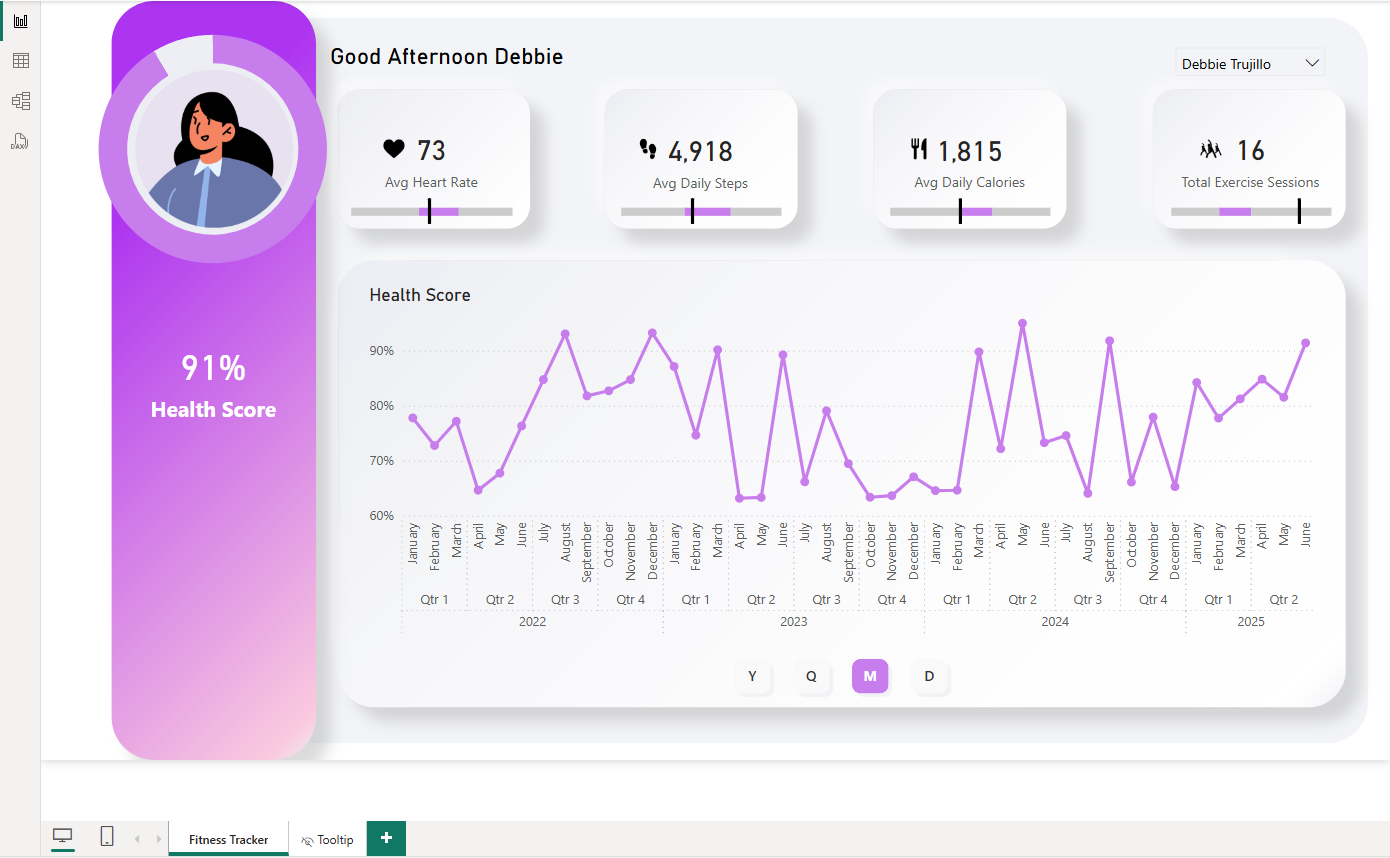 DAX
Good Afternoon Debbie
Debbie Trujillo
73
Avg Heart Rate
4,918
Avg Daily Steps
1,815
Avg Daily Calories
16
Total Exercise Sessions
91%
Health Score
Health Score
90%
80%
70%
60%
January February March April May June July August September October November December January February March April May June July August September October November December January February March April May June July August September October November December January February March April May June
Qtr 1 Qtr 2 Qtr 3 Qtr 4 Qtr 1 Qtr 2 Qtr 3 Qtr 4 Qtr 1 Qtr 2 Qtr 3 Qtr 4 Qtr 1 Qtr 2
2022 2023 2024 2025
Y Q M D
Fitness Tracker Tooltip +